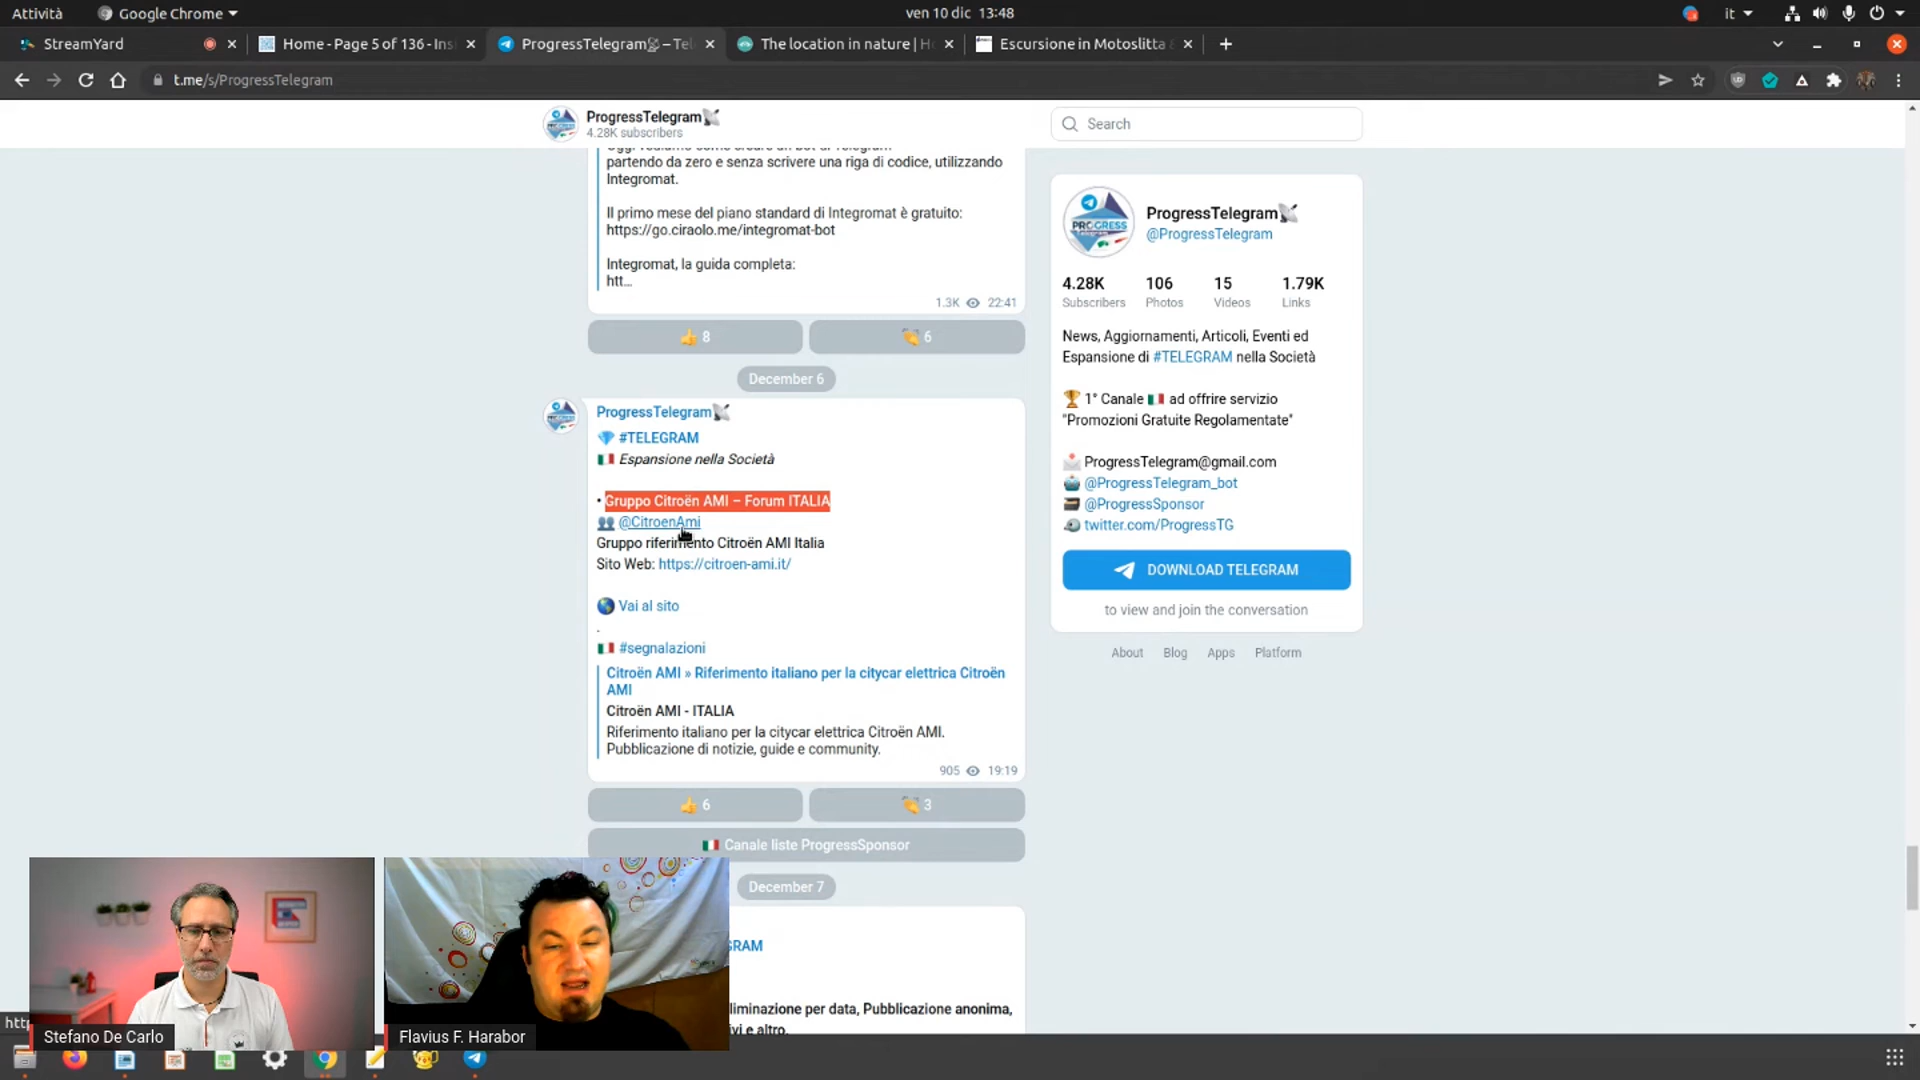 Attività
Google Chrome
ven 10 dic 13:48
it
StreamYard
Home - Page 5 of 136 - Ins
ProgressTelegram – Tel
The location in nature | H
Escursione in Motoslitta
t.me/s/ProgressTelegram
ProgressTelegram
4.28K subscribers
Search
partendo da zero e senza scrivere una riga di codice, utilizzando
Integromat.
Il primo mese del piano standard di Integromat è gratuito:
https://go.ciraolo.me/integromat-bot
Integromat, la guida completa:
htt...
1.3K 22:41
👍 8
👏 6
December 6
ProgressTelegram
💎 #TELEGRAM
🇮🇹 Espansione nella Società
• Gruppo Citroën AMI – Forum ITALIA
👥 @CitroenAmi
Gruppo riferimento Citroën AMI Italia
Sito Web: https://citroen-ami.it/
🌎 Vai al sito
.
🇮🇹 #segnalazioni
Citroën AMI » Riferimento italiano per la citycar elettrica Citroën
AMI
Citroën AMI - ITALIA
Riferimento italiano per la citycar elettrica Citroën AMI.
Pubblicazione di notizie, guide e community.
905 19:19
👍 6
👏 3
🇮🇹 Canale liste ProgressSponsor
December 7
GRAM
liminazione per data, Pubblicazione anonima,
vi e altro.
PROGRESS
ProgressTelegram
@ProgressTelegram
4.28K 106 15 1.79K
Subscribers Photos Videos Links
News, Aggiornamenti, Articoli, Eventi ed
Espansione di #TELEGRAM nella Società
🏆 1° Canale 🇮🇹 ad offrire servizio
"Promozioni Gratuite Regolamentate"
📩 ProgressTelegram@gmail.com
🤖 @ProgressTelegram_bot
@ProgressSponsor
twitter.com/ProgressTG
DOWNLOAD TELEGRAM
to view and join the conversation
About Blog Apps Platform
http
Stefano De Carlo
Flavius F. Harabor